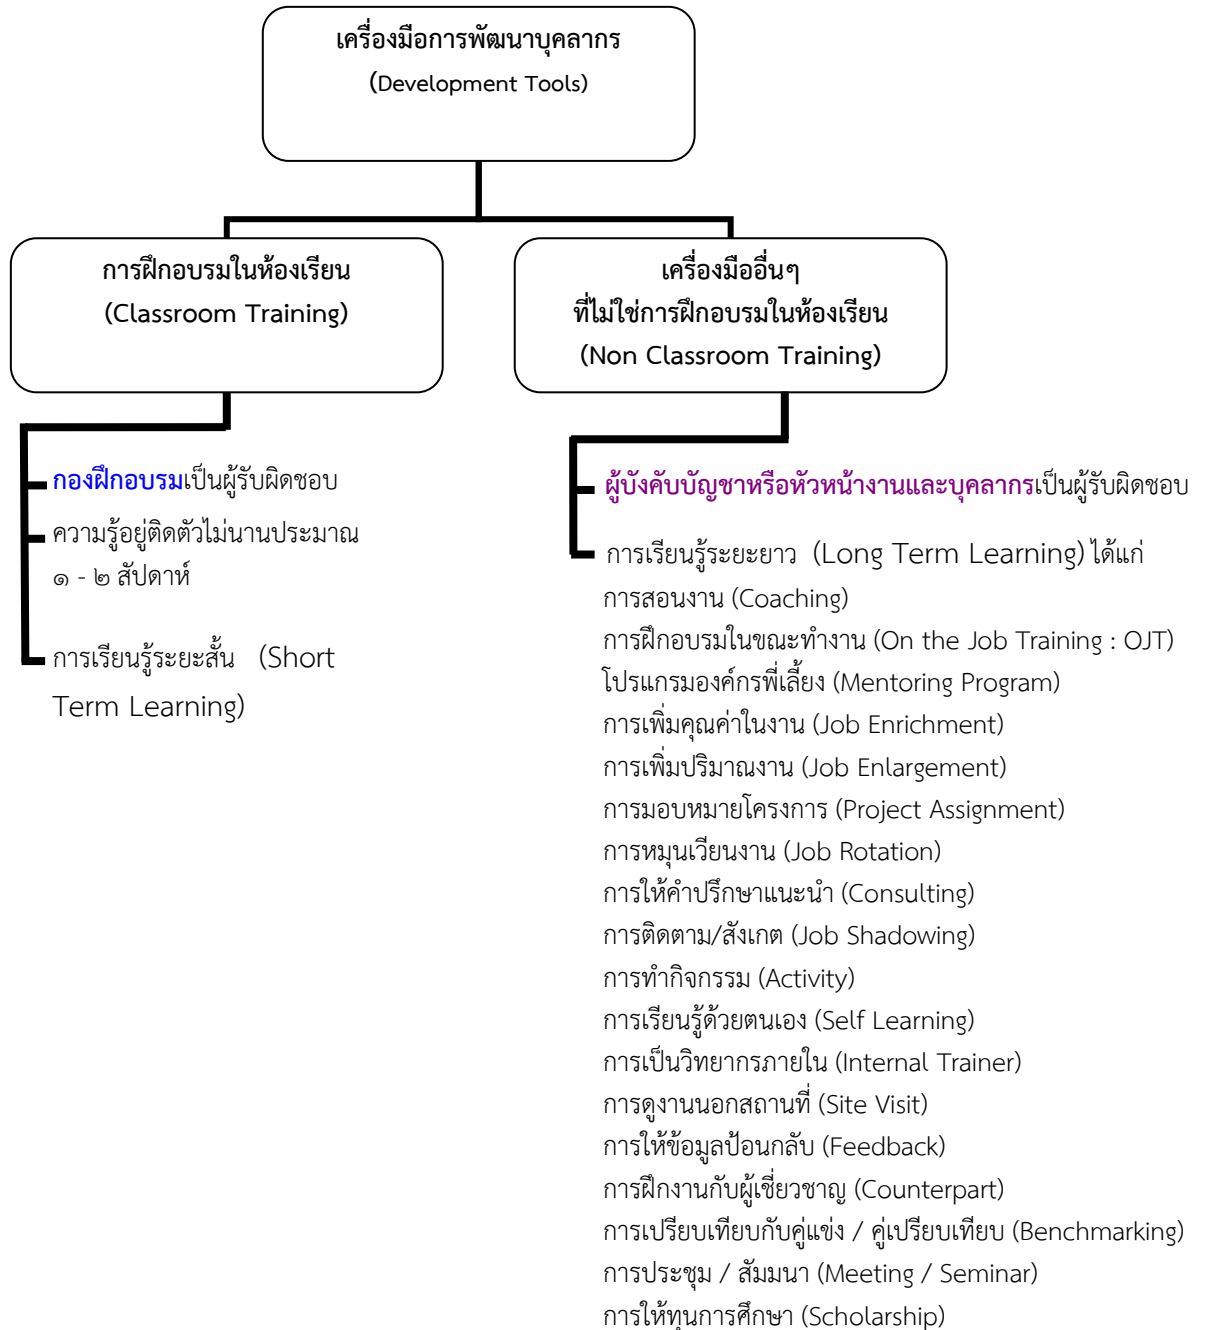 เครื่องมือการพัฒนาบุคลากร
(Development Tools)
การฝึกอบรมในห้องเรียน
(Classroom Training)
เครื่องมืออื่นๆ
ที่ไม่ใช่การฝึกอบรมในห้องเรียน
(Non Classroom Training)
กองฝึกอบรมเป็นผู้รับผิดชอบ
ความรู้อยู่ติดตัวไม่นานประมาณ
๑ - ๒ สัปดาห์
การเรียนรู้ระยะสั้น (Short
Term Learning)
ผู้บังคับบัญชาหรือหัวหน้างานและบุคลากรเป็นผู้รับผิดชอบ
การเรียนรู้ระยะยาว (Long Term Learning) ได้แก่
การสอนงาน (Coaching)
การฝึกอบรมในขณะทำงาน (On the Job Training : OJT)
โปรแกรมองค์กรพี่เลี้ยง (Mentoring Program)
การเพิ่มคุณค่าในงาน (Job Enrichment)
การเพิ่มปริมาณงาน (Job Enlargement)
การมอบหมายโครงการ (Project Assignment)
การหมุนเวียนงาน (Job Rotation)
การให้คำปรึกษาแนะนำ (Consulting)
การติดตาม/สังเกต (Job Shadowing)
การทำกิจกรรม (Activity)
การเรียนรู้ด้วยตนเอง (Self Learning)
การเป็นวิทยากรภายใน (Internal Trainer)
การดูงานนอกสถานที่ (Site Visit)
การให้ข้อมูลป้อนกลับ (Feedback)
การฝึกงานกับผู้เชี่ยวชาญ (Counterpart)
การเปรียบเทียบกับคู่แข่ง / คู่เปรียบเทียบ (Benchmarking)
การประชุม / สัมมนา (Meeting / Seminar)
การให้ทุนการศึกษา (Scholarship)